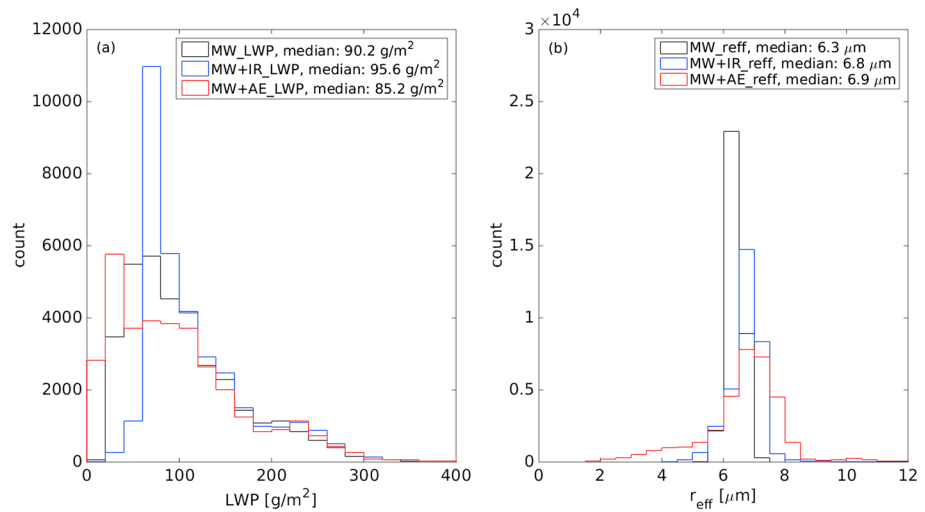 (a)
MW_LWP, median: 90.2 g/m²
MW+IR_LWP, median: 95.6 g/m²
MW+AE_LWP, median: 85.2 g/m²
12000
10000
8000
6000
4000
2000
0
count
0 100 200 300 400
LWP [g/m²]
×10⁴
(b)
MW_reff, median: 6.3 μm
MW+IR_reff, median: 6.8 μm
MW+AE_reff, median: 6.9 μm
3
2.5
2
1.5
1
0.5
0
count
0 2 4 6 8 10 12
r_eff [μm]